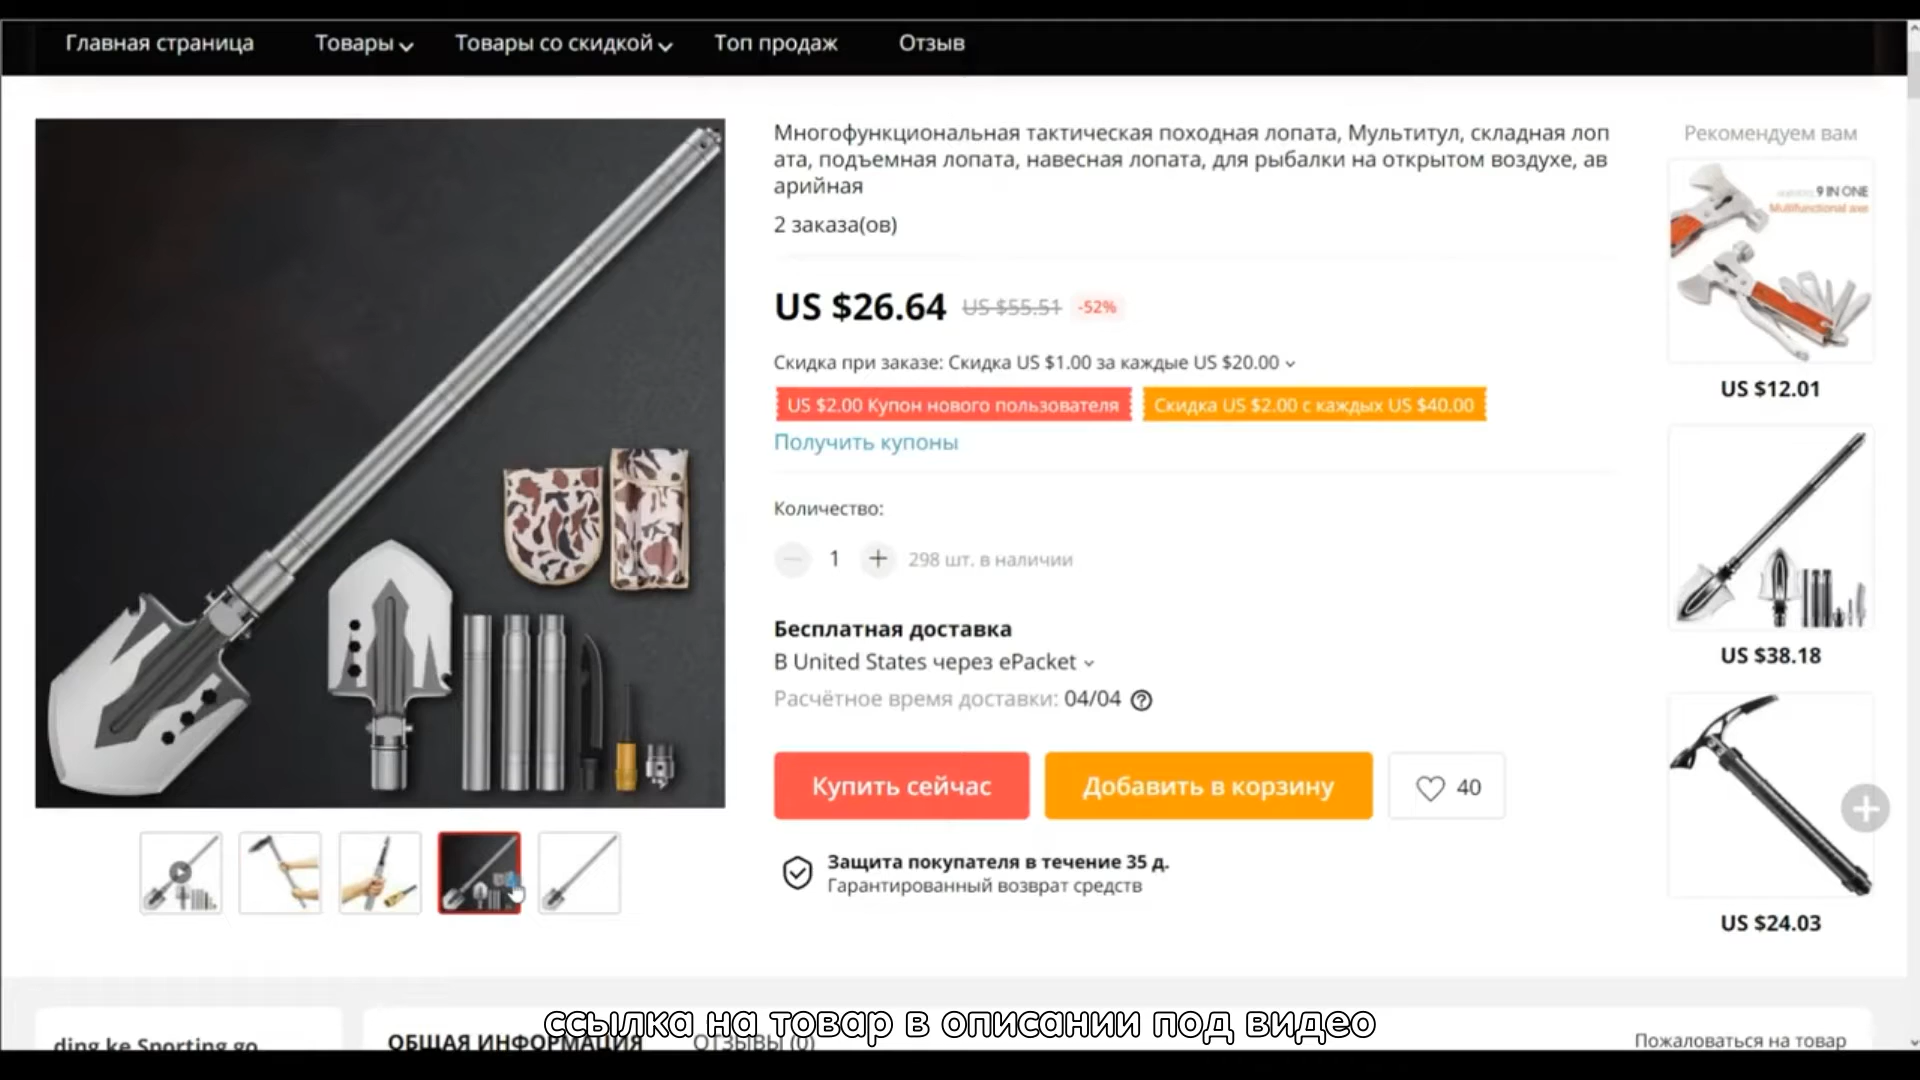 Главная страница
Товары
Товары со скидкой
Топ продаж
Отзыв
Многофункциональная тактическая походная лопата, Мультитул, складная лоп
ата, подъемная лопата, навесная лопата, для рыбалки на открытом воздухе, ав
арийная
2 заказа(ов)
US $26.64 US $55.51 -52%
Скидка при заказе: Скидка US $1.00 за каждые US $20.00
US $2.00 Купон нового пользователя
Скидка US $2.00 с каждых US $40.00
Получить купоны
Количество:
1
298 шт. в наличии
Бесплатная доставка
В United States через ePacket
Расчётное время доставки: 04/04
Купить сейчас
Добавить в корзину
40
Защита покупателя в течение 35 д.
Гарантированный возврат средств
Рекомендуем вам
9 IN ONE
Multifunctional axe
US $12.01
US $38.18
US $24.03
ding ke Sporting go
ОБЩАЯ ИНФОРМАЦИЯ
ОТЗЫВЫ (0)
Пожаловаться на товар
ссылка на товар в описании под видео